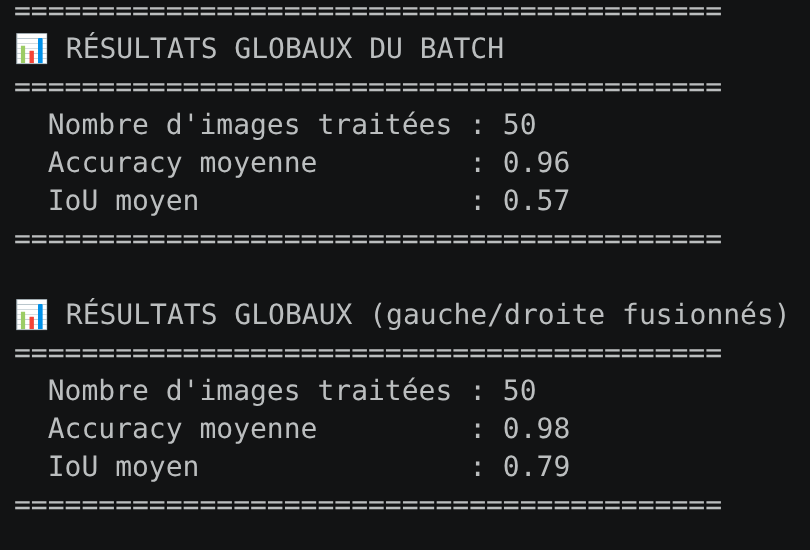 ==========================================
📊 RÉSULTATS GLOBAUX DU BATCH
==========================================
Nombre d'images traitées : 50
Accuracy moyenne : 0.96
IoU moyen : 0.57
==========================================
📊 RÉSULTATS GLOBAUX (gauche/droite fusionnés)
==========================================
Nombre d'images traitées : 50
Accuracy moyenne : 0.98
IoU moyen : 0.79
==========================================